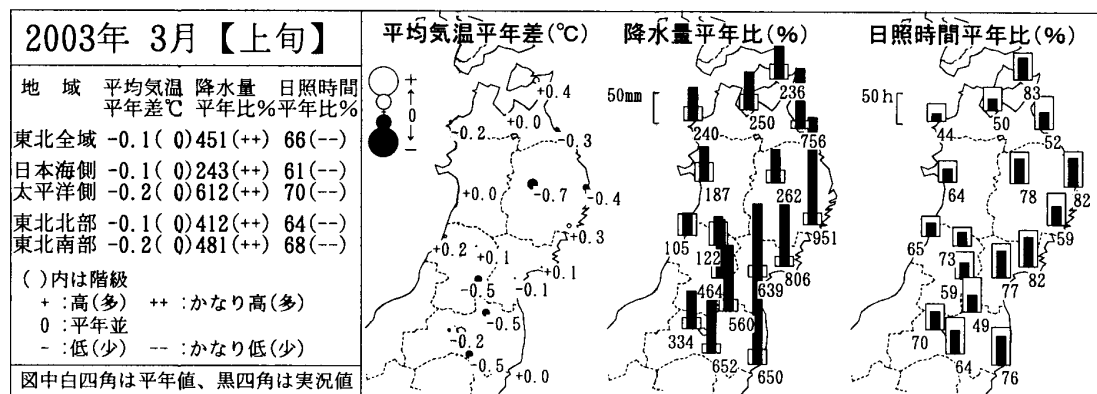 2003年 3月【上旬】
地 域 平均気温 降水量 日照時間
平年差℃ 平年比% 平年比%
東北全域 -0.1( 0) 451(++) 66(--)
日本海側 -0.1( 0) 243(++) 61(--)
太平洋側 -0.2( 0) 612(++) 70(--)
東北北部 -0.1( 0) 412(++) 64(--)
東北南部 -0.2( 0) 481(++) 68(--)
( )内は階級
+ :高(多) ++ :かなり高(多)
0 :平年並
- :低(少) -- :かなり低(少)
図中白四角は平年値、黒四角は実況値
平均気温平年差(℃)
+
0
-
+0.4
+0.0
-0.2
-0.3
-0.7
-0.4
+0.0
+0.3
+0.2
+0.1
+0.1
-0.1
-0.5
-0.5
-0.2
-0.5
+0.0
降水量平年比(%)
50mm
236
250
240
756
187
262
951
105
122
806
464
639
560
334
652
650
日照時間平年比(%)
50h
83
50
44
52
64
78
82
59
65
73
82
59
77
49
70
64
76